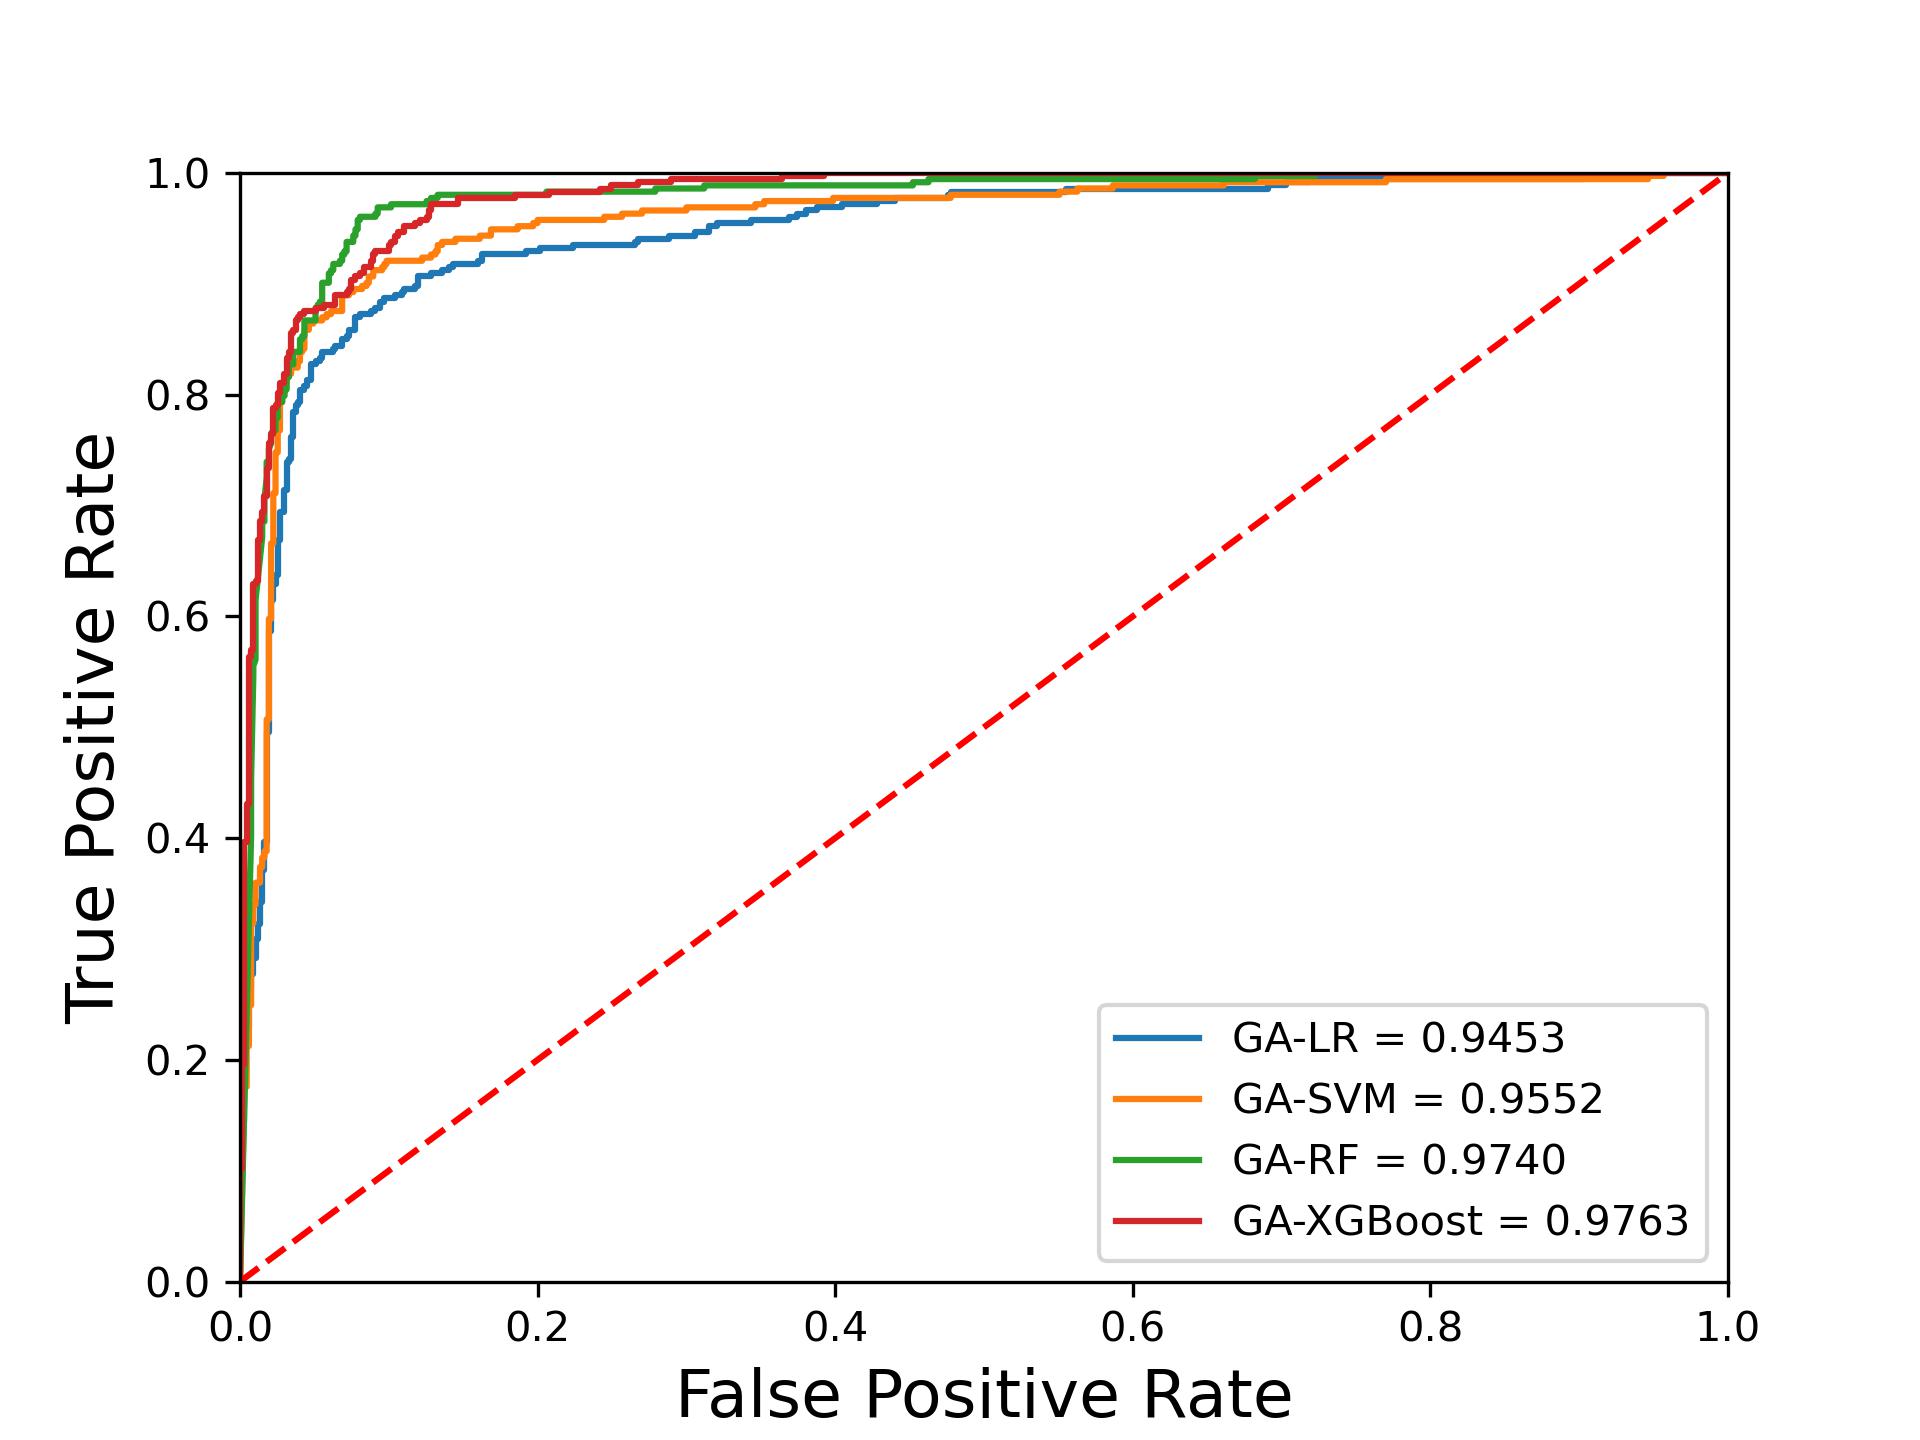 1.0
0.8
0.6
0.4
0.2
0.0
True Positive Rate
0.0 0.2 0.4 0.6 0.8 1.0
False Positive Rate
GA-LR = 0.9453
GA-SVM = 0.9552
GA-RF = 0.9740
GA-XGBoost = 0.9763